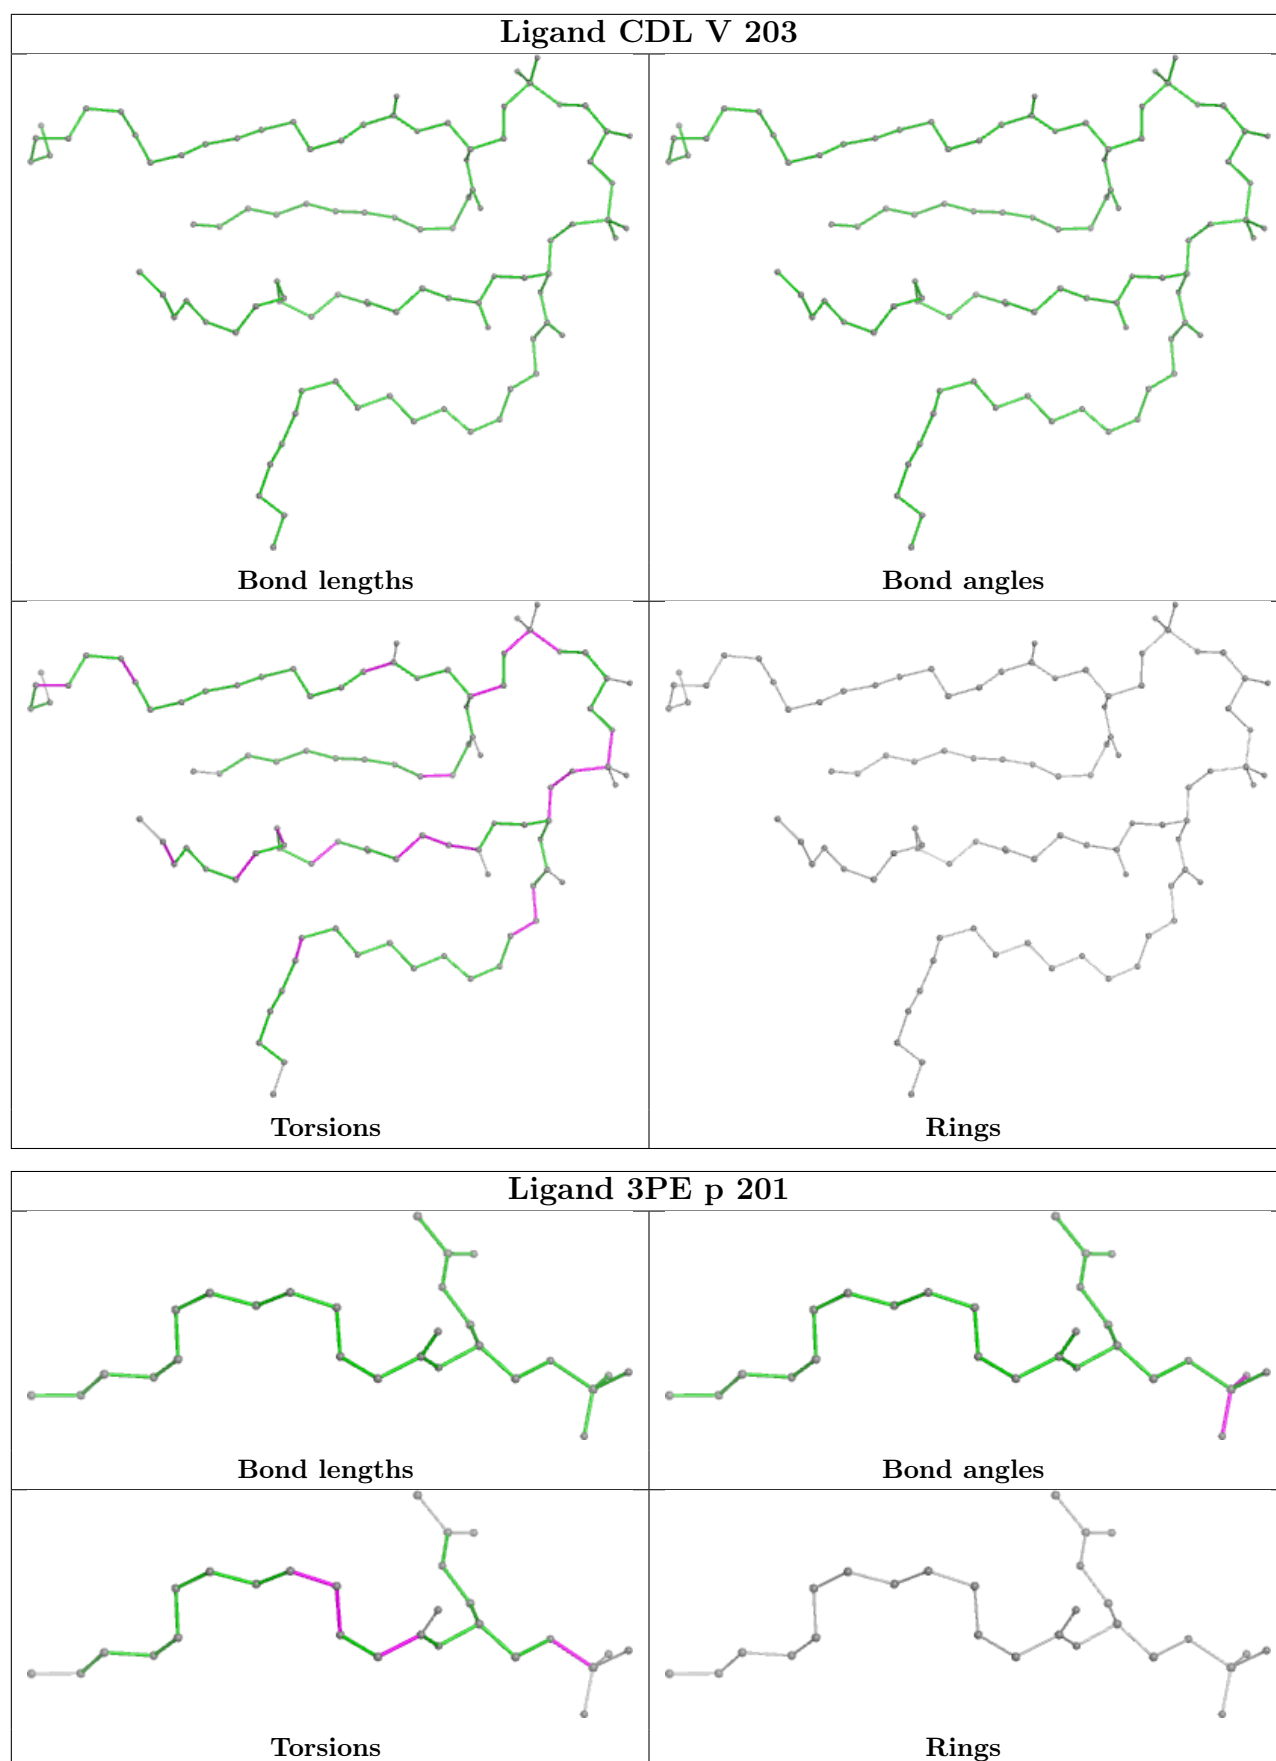 Ligand CDL V 203
Bond lengths
Bond angles
Torsions
Rings
Ligand 3PE p 201
Bond lengths
Bond angles
Torsions
Rings